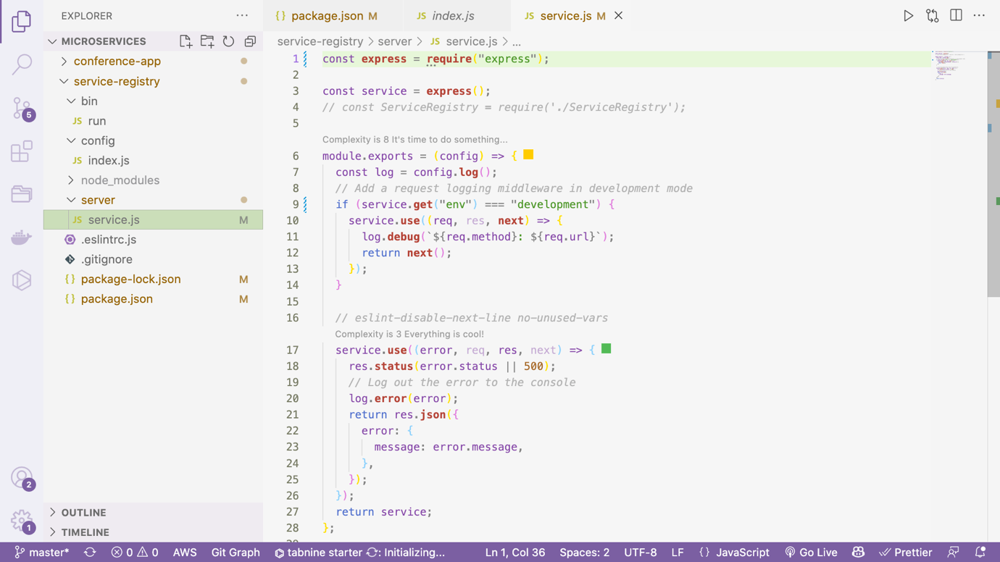 EXPLORER
MICROSERVICES
conference-app
service-registry
bin
JS run
config
JS index.js
node_modules
server
JS service.js M
.eslintrc.js
.gitignore
{} package-lock.json M
{} package.json M
OUTLINE
TIMELINE
5
2
1
{} package.json M
JS index.js
JS service.js M
service-registry > server > JS service.js > ...
1 const express = require("express");
2
3 const service = express();
4 // const ServiceRegistry = require('./ServiceRegistry');
5
Complexity is 8 It's time to do something...
6 module.exports = (config) => {
7 const log = config.log();
8 // Add a request logging middleware in development mode
9 if (service.get("env") === "development") {
10 service.use((req, res, next) => {
11 log.debug(`${req.method}: ${req.url}`);
12 return next();
13 });
14 }
15
16 // eslint-disable-next-line no-unused-vars
Complexity is 3 Everything is cool!
17 service.use((error, req, res, next) => {
18 res.status(error.status || 500);
19 // Log out the error to the console
20 log.error(error);
21 return res.json({
22 error: {
23 message: error.message,
24 },
25 });
26 });
27 return service;
28 };
master* 0 0 AWS Git Graph tabnine starter : Initializing... Ln 1, Col 36 Spaces: 2 UTF-8 LF {} JavaScript Go Live Prettier